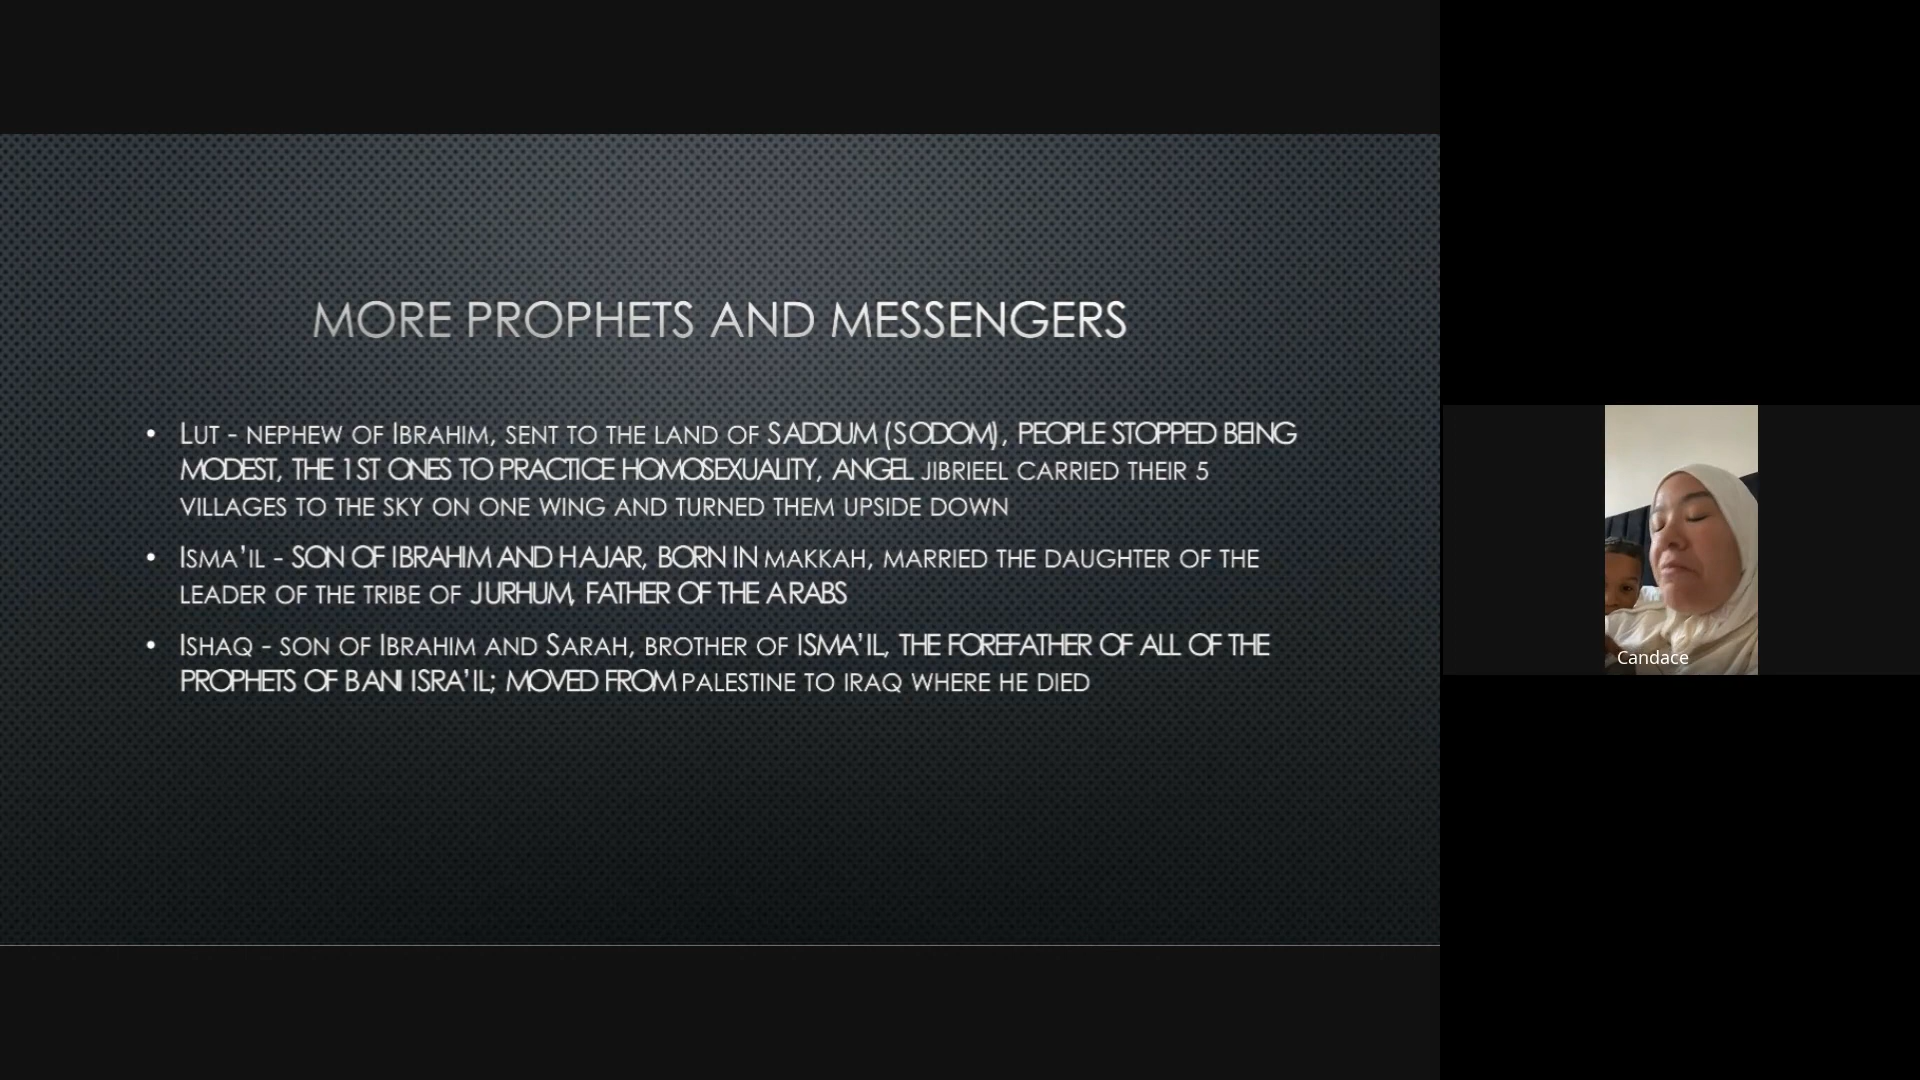 MORE PROPHETS AND MESSENGERS
• LUT - NEPHEW OF IBRAHIM, SENT TO THE LAND OF SADDUM (SODOM), PEOPLE STOPPED BEING
MODEST, THE 1ST ONES TO PRACTICE HOMOSEXUALITY, ANGEL JIBRIEEL CARRIED THEIR 5
VILLAGES TO THE SKY ON ONE WING AND TURNED THEM UPSIDE DOWN
• ISMA'IL - SON OF IBRAHIM AND HAJAR, BORN IN MAKKAH, MARRIED THE DAUGHTER OF THE
LEADER OF THE TRIBE OF JURHUM, FATHER OF THE ARABS
• ISHAQ - SON OF IBRAHIM AND SARAH, BROTHER OF ISMA'IL, THE FOREFATHER OF ALL OF THE
PROPHETS OF BANI ISRA'IL; MOVED FROM PALESTINE TO IRAQ WHERE HE DIED
Candace